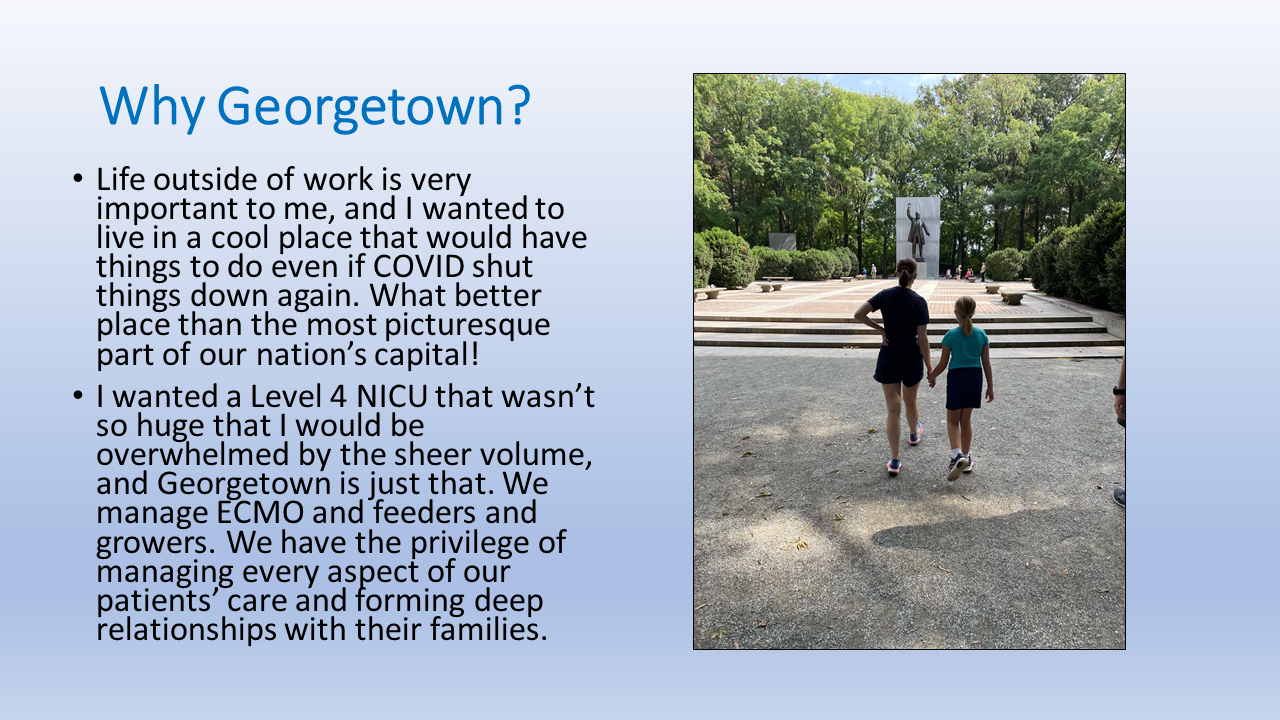 Why Georgetown?
• Life outside of work is very
important to me, and I wanted to
live in a cool place that would have
things to do even if COVID shut
things down again. What better
place than the most picturesque
part of our nation’s capital!
• I wanted a Level 4 NICU that wasn’t
so huge that I would be
overwhelmed by the sheer volume,
and Georgetown is just that. We
manage ECMO and feeders and
growers. We have the privilege of
managing every aspect of our
patients’ care and forming deep
relationships with their families.